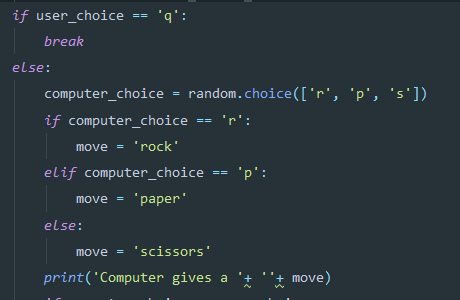 if user_choice == 'q':
break
else:
computer_choice = random.choice(['r', 'p', 's'])
if computer_choice == 'r':
move = 'rock'
elif computer_choice == 'p':
move = 'paper'
else:
move = 'scissors'
print('Computer gives a '+ ''+ move)